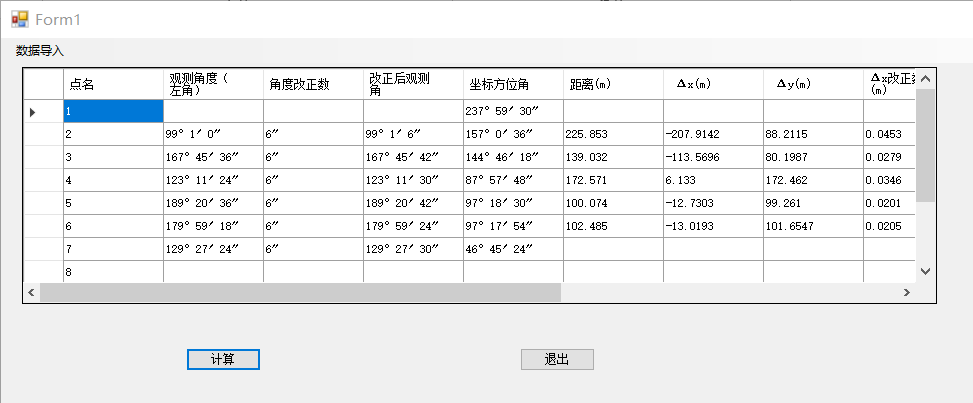 Form1
数据导入
点名 观测角度(左角) 角度改正数 改正后观测角 坐标方位角 距离(m) Δx(m) Δy(m) Δx改正 (m)
1 237° 59′ 30″
2 99° 1′ 0″ 6″ 99° 1′ 6″ 157° 0′ 36″ 225.853 -207.9142 88.2115 0.0453
3 167° 45′ 36″ 6″ 167° 45′ 42″ 144° 46′ 18″ 139.032 -113.5696 80.1987 0.0279
4 123° 11′ 24″ 6″ 123° 11′ 30″ 87° 57′ 48″ 172.571 6.133 172.462 0.0346
5 189° 20′ 36″ 6″ 189° 20′ 42″ 97° 18′ 30″ 100.074 -12.7303 99.261 0.0201
6 179° 59′ 18″ 6″ 179° 59′ 24″ 97° 17′ 54″ 102.485 -13.0193 101.6547 0.0205
7 129° 27′ 24″ 6″ 129° 27′ 30″ 46° 45′ 24″
8
计算 退出